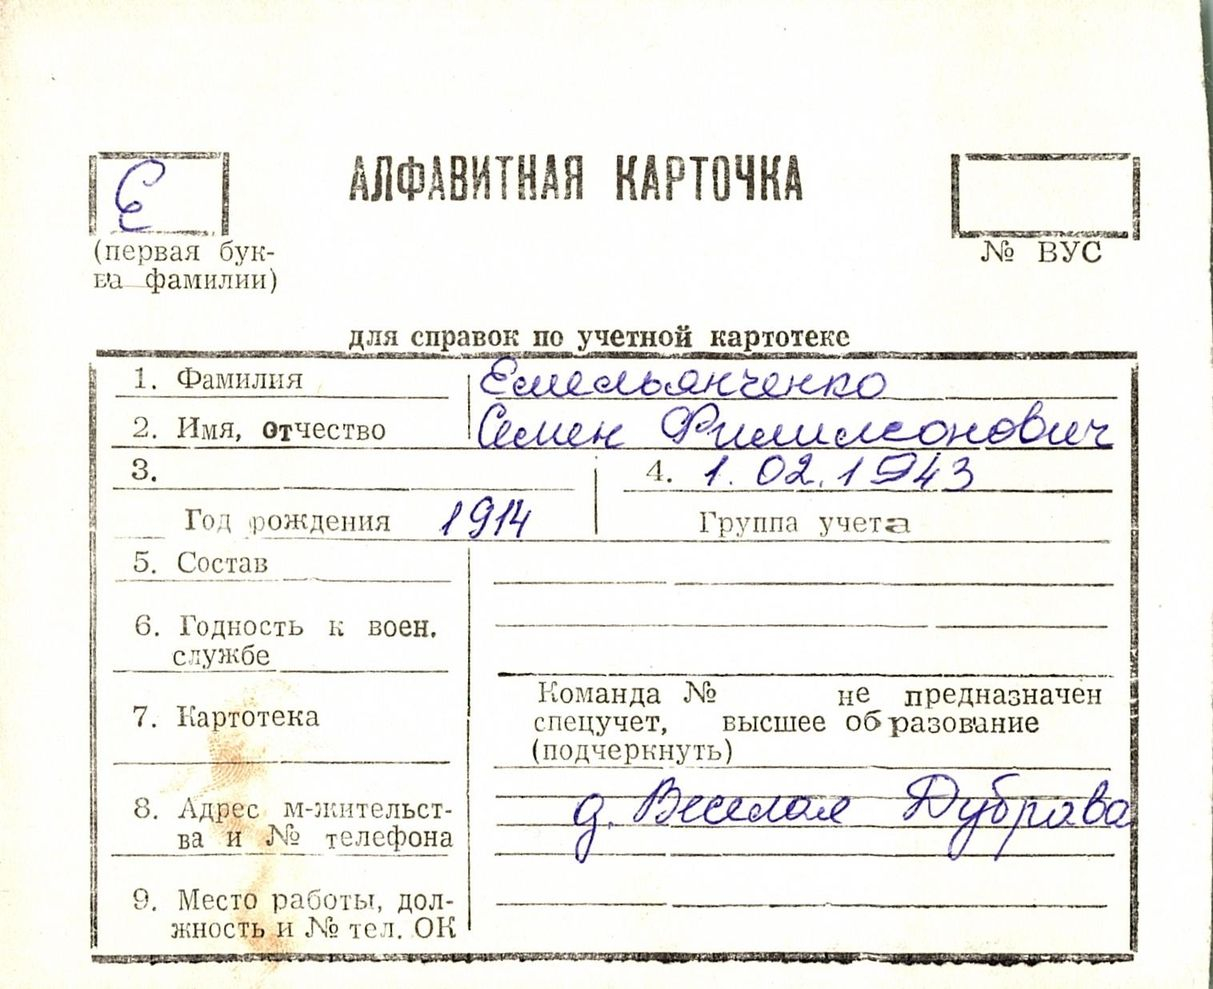 Е
АЛФАВИТНАЯ КАРТОЧКА
(первая бук-
ва фамилии)
№ ВУС
для справок по учетной картотеке
1. Фамилия Емельянченко
2. Имя, отчество Семен Филимонович
3. 4. 1.02.1943
Год рождения 1914 Группа учета
5. Состав
6. Годность к воен.
службе
7. Картотека
Команда № не предназначен
спецучет, высшее образование
(подчеркнуть)
8. Адрес м-жительст-
ва и № телефона
д. Веселая Дубрава
9. Место работы, дол-
жность и № тел. ОК